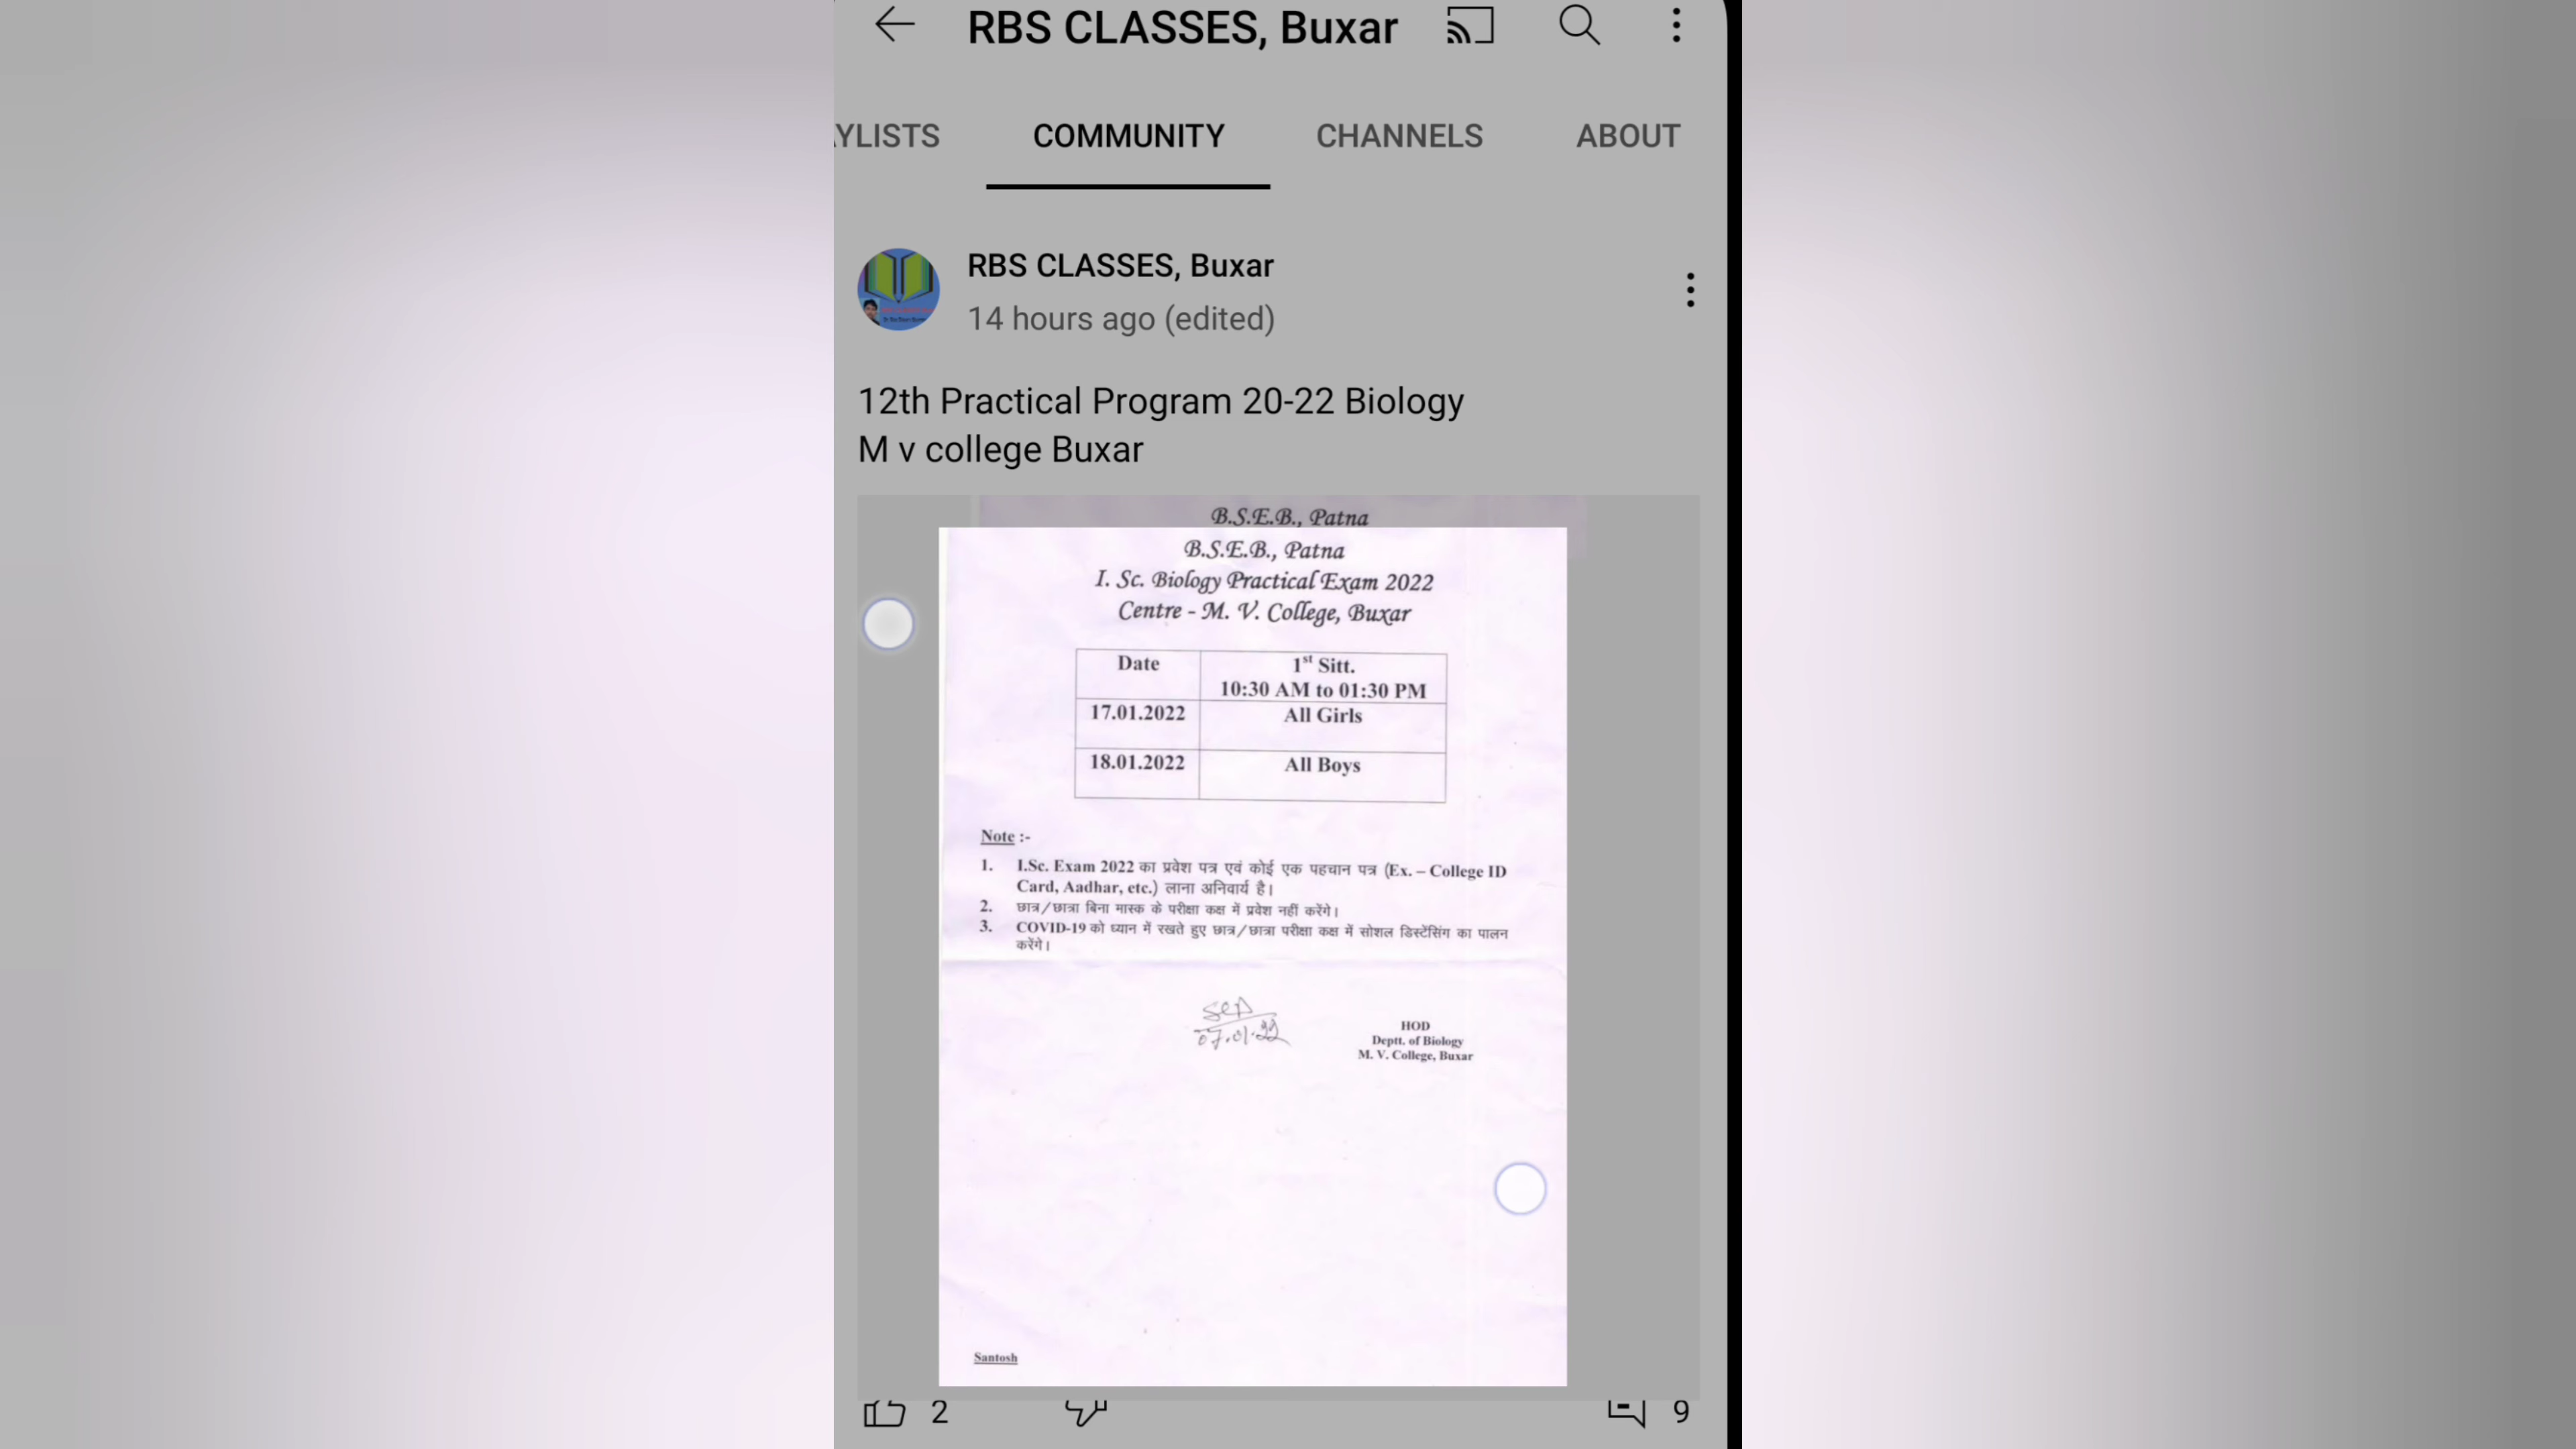 RBS CLASSES, Buxar
YLISTS COMMUNITY CHANNELS ABOUT
RBS CLASSES, Buxar
14 hours ago (edited)
12th Practical Program 20-22 Biology
M v college Buxar
B.S.E.B., Patna
B.S.E.B., Patna
I. Sc. Biology Practical Exam 2022
Centre - M. V. College, Buxar
Date 1st Sitt.
10:30 AM to 01:30 PM
17.01.2022 All Girls
18.01.2022 All Boys
Note :-
1. I.Sc. Exam 2022 का प्रवेश पत्र एवं कोई एक पहचान पत्र (Ex. – College ID
Card, Aadhar, etc.) लाना अनिवार्य है।
2. छात्र/छात्रा बिना मास्क के परीक्षा कक्ष में प्रवेश नहीं करेंगे।
3. COVID-19 को ध्यान में रखते हुए छात्र/छात्रा परीक्षा कक्ष में सोशल डिस्टेंसिंग का पालन
करेंगे।
07.01.22
HOD
Deptt. of Biology
M. V. College, Buxar
Santosh
2 9